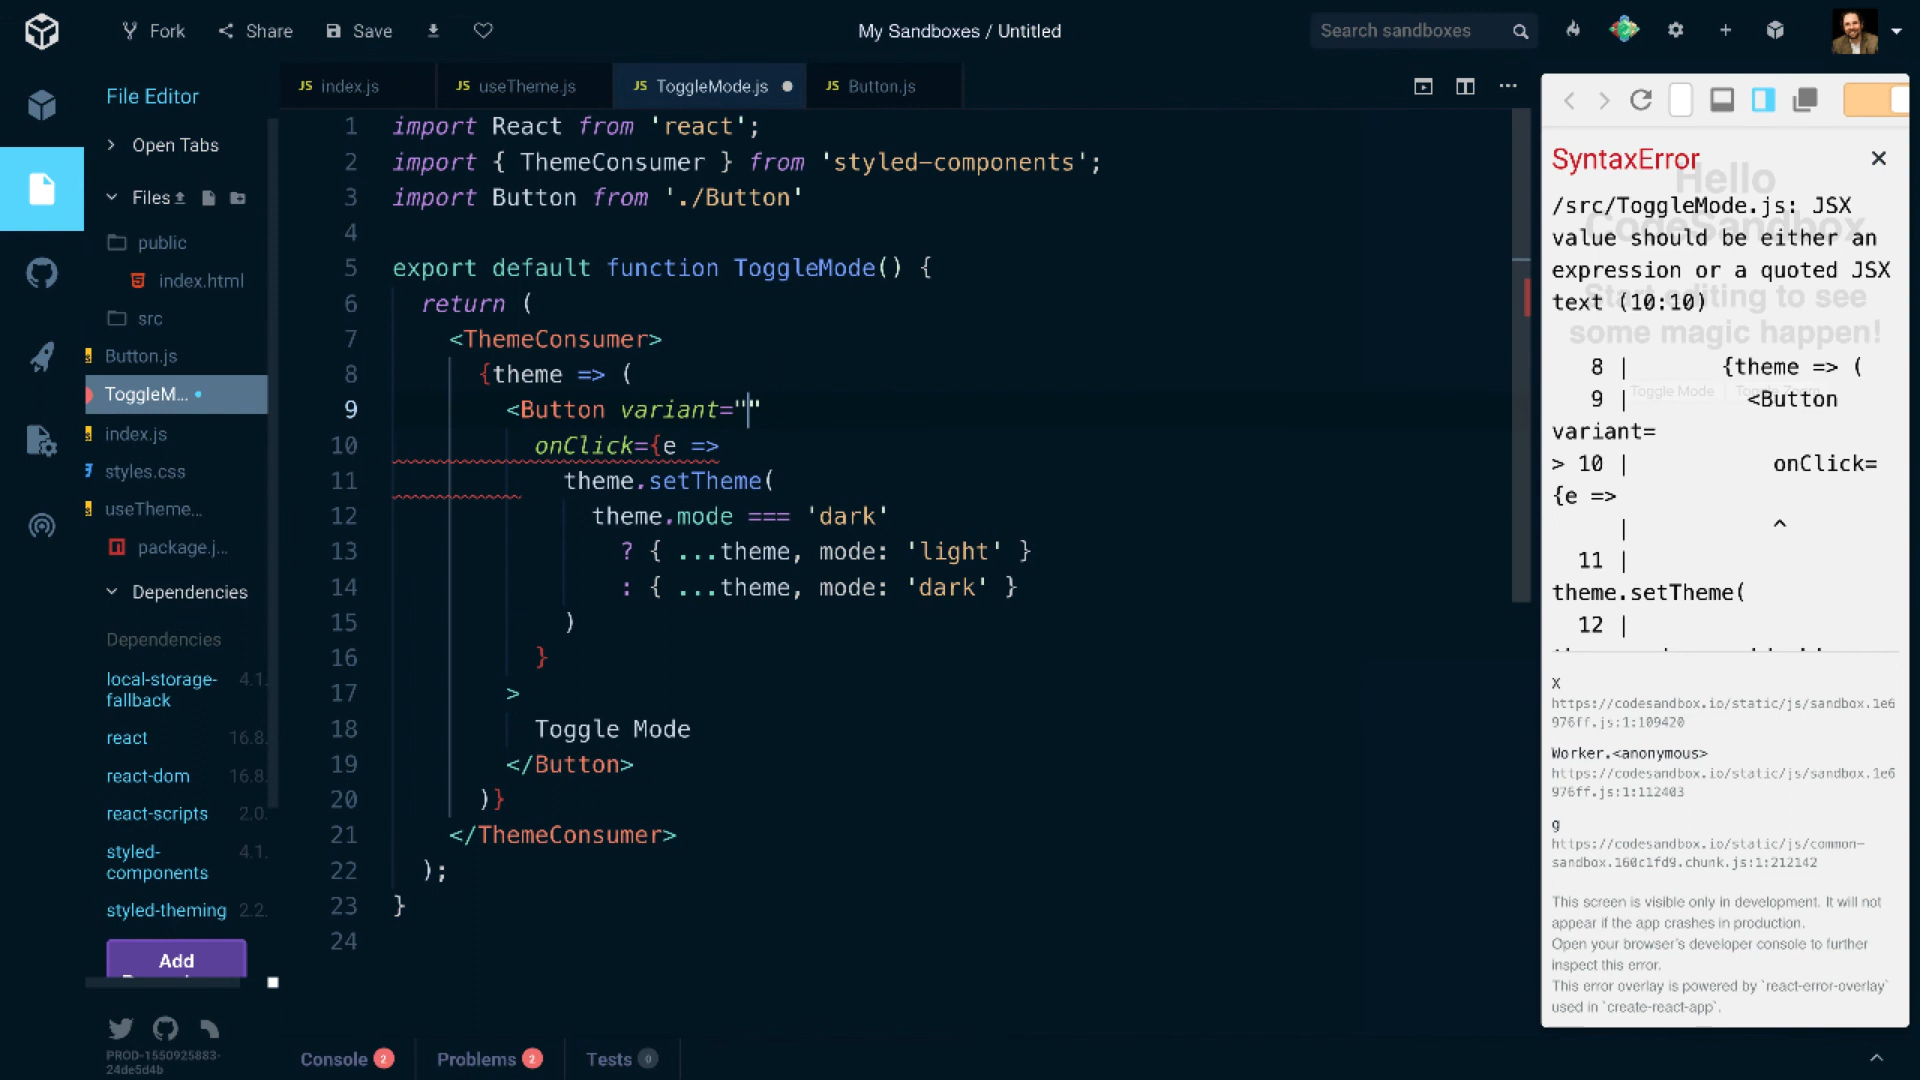 Fork
Share
Save
My Sandboxes / Untitled
Search sandboxes
File Editor
Open Tabs
Files
public
index.html
src
Button.js
ToggleM...
index.js
styles.css
useTheme...
package.j...
Dependencies
Dependencies
local-storage-fallback 4.1.
react 16.8.
react-dom 16.8.
react-scripts 2.0.
styled-components 4.1.
styled-theming 2.2.
Add
PROD-1550925883-
24de5d4b
JS index.js
JS useTheme.js
JS ToggleMode.js
JS Button.js
1 import React from 'react';
2 import { ThemeConsumer } from 'styled-components';
3 import Button from './Button'
4
5 export default function ToggleMode() {
6 return (
7 <ThemeConsumer>
8 {theme => (
9 <Button variant=""
10 onClick={e =>
11 theme.setTheme(
12 theme.mode === 'dark'
13 ? { ...theme, mode: 'light' }
14 : { ...theme, mode: 'dark' }
15 )
16 }
17 >
18 Toggle Mode
19 </Button>
20 )}
21 </ThemeConsumer>
22 );
23 }
24
Console 2
Problems 2
Tests 0
SyntaxError
Hello
CodeSandbox
Start editing to see
some magic happen!
Toggle Mode
Toggle Zoom
/src/ToggleMode.js: JSX
value should be either an
expression or a quoted JSX
text (10:10)
8 | {theme => (
9 | <Button
variant=
> 10 | onClick=
{e =>
| ^
11 |
theme.setTheme(
12 |
X
https://codesandbox.io/static/js/sandbox.1e6
976ff.js:1:109420
Worker.<anonymous>
https://codesandbox.io/static/js/sandbox.1e6
976ff.js:1:112403
g
https://codesandbox.io/static/js/common-
sandbox.160c1fd9.chunk.js:1:212142
This screen is visible only in development. It will not
appear if the app crashes in production.
Open your browser's developer console to further
inspect this error.
This error overlay is powered by `react-error-overlay`
used in `create-react-app`.